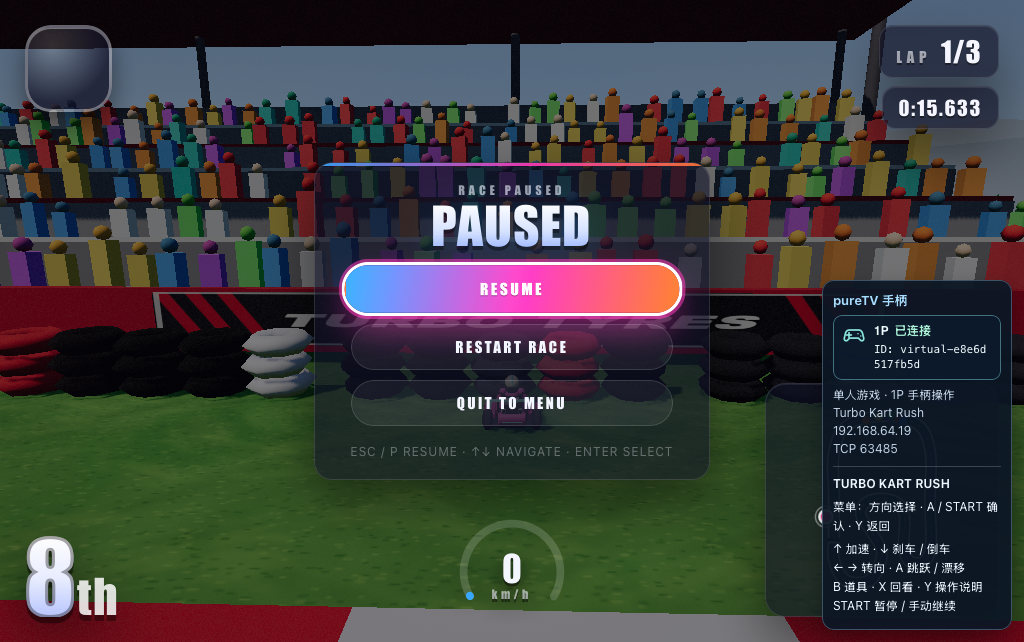 LAP 1/3
0:15.633
RACE PAUSED
PAUSED
RESUME
TURBO TYRES
RESTART RACE
QUIT TO MENU
ESC / P RESUME · ↑↓ NAVIGATE · ENTER SELECT
8th
0
km/h
pureTV 手柄
1P 已连接
ID: virtual-e8e6d
517fb5d
单人游戏 · 1P 手柄操作
Turbo Kart Rush
192.168.64.19
TCP 63485
TURBO KART RUSH
菜单：方向选择 · A / START 确
认 · Y 返回
↑ 加速 · ↓ 刹车 / 倒车
← → 转向 · A 跳跃 / 漂移
B 道具 · X 回看 · Y 操作说明
START 暂停 / 手动继续